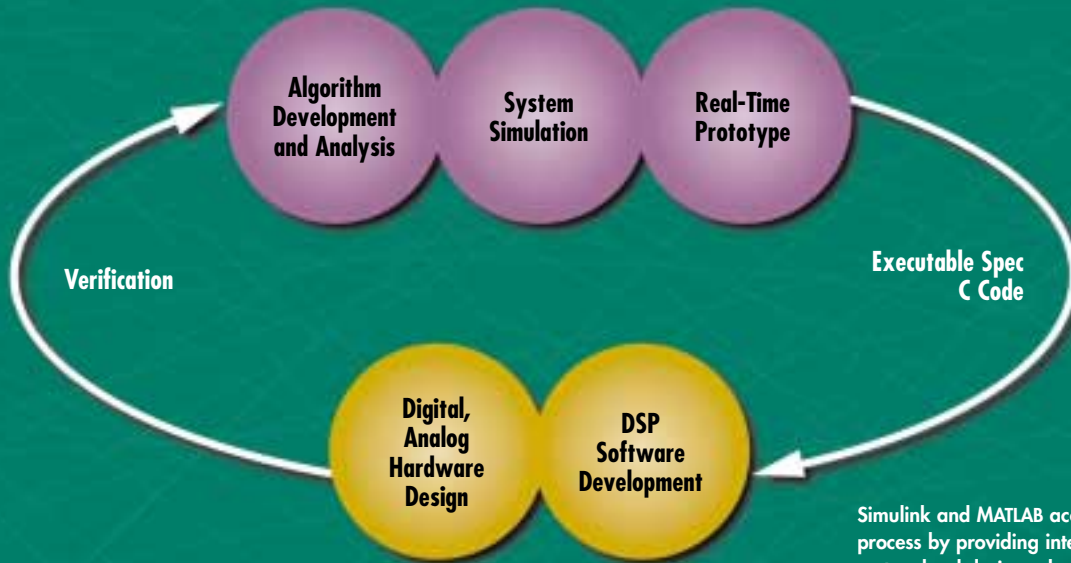 Algorithm
Development
and Analysis
System
Simulation
Real-Time
Prototype
Verification
Executable Spec
C Code
Digital,
Analog
Hardware
Design
DSP
Software
Development
Simulink and MATLAB
process by providing